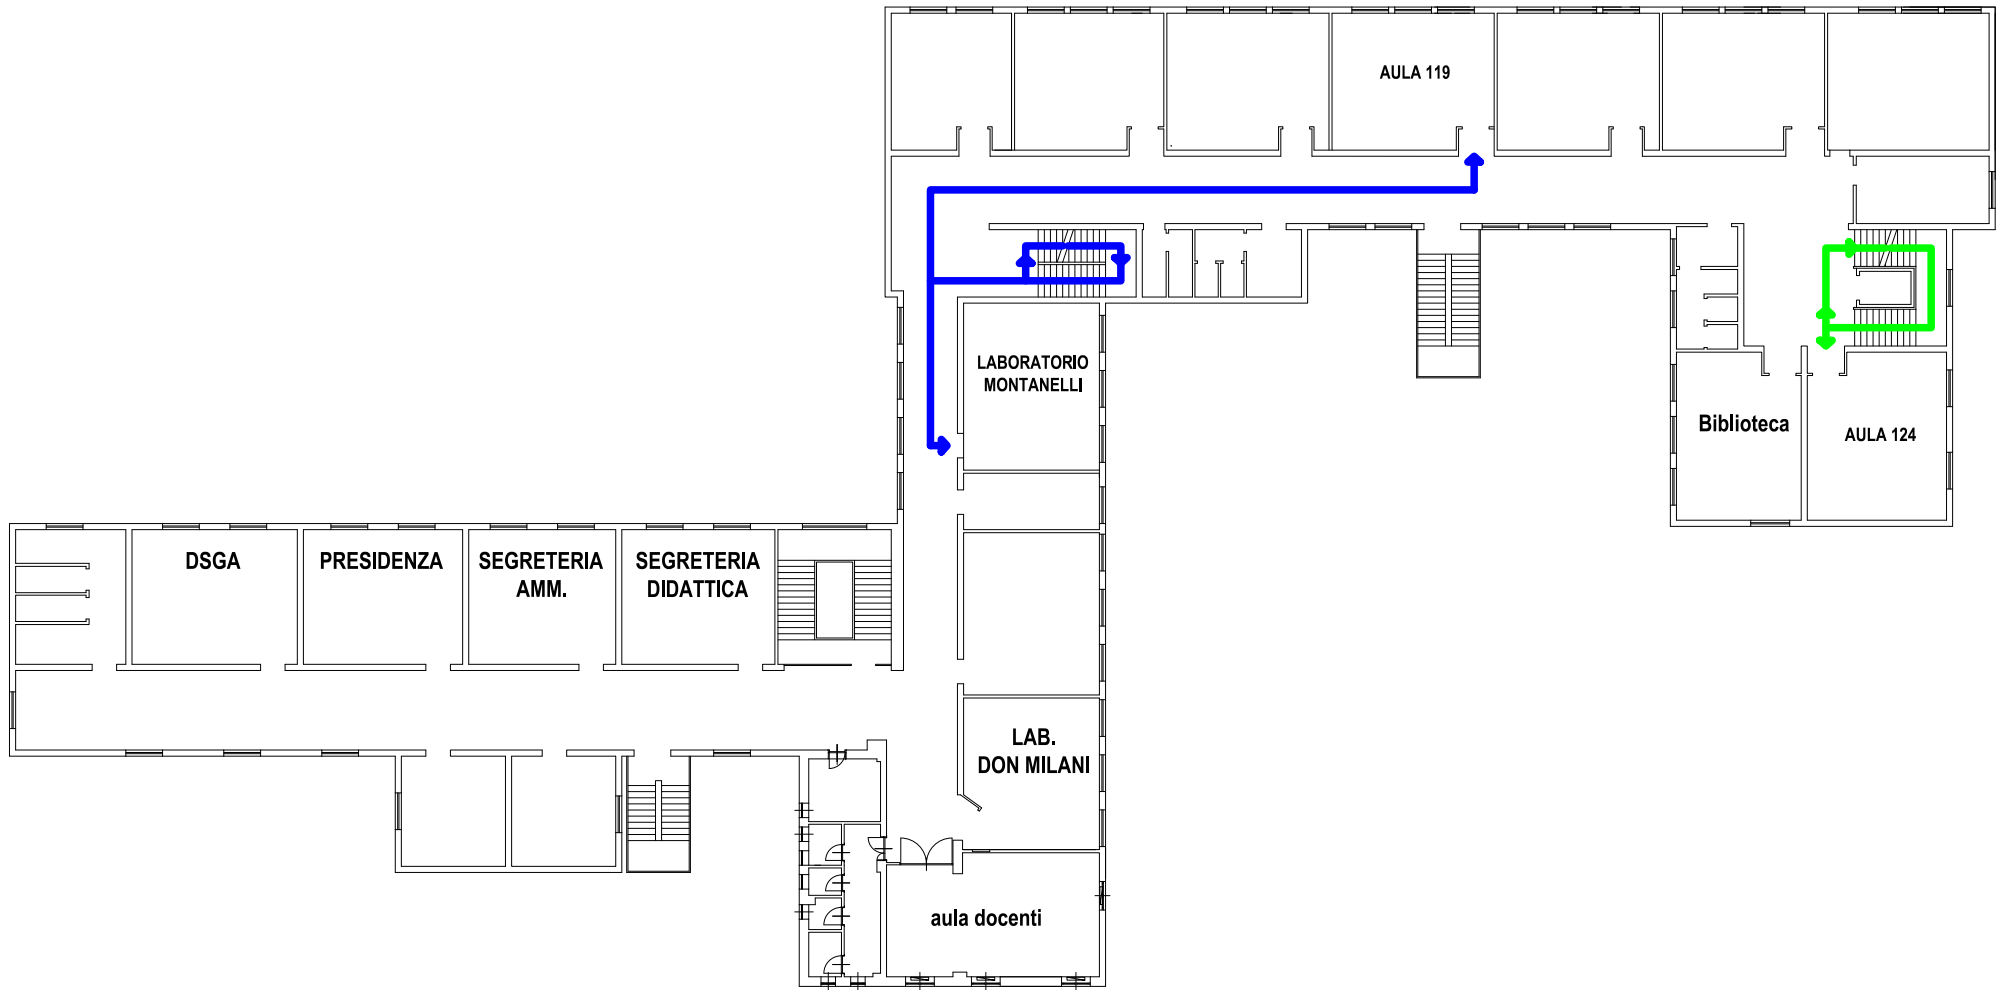 AULA 119
LABORATORIO
MONTANELLI
Biblioteca
AULA 124
DSGA
PRESIDENZA
SEGRETERIA
AMM.
SEGRETERIA
DIDATTICA
LAB.
DON MILANI
aula docenti